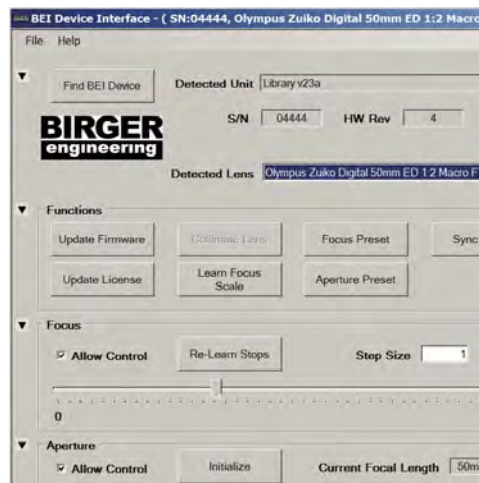 BEI Device Interface - ( SN:04444, Olympus Zuiko Digital 50mm ED 1:2 Macro
File Help
Find BEI Device Detected Unit Library v23a
S/N 04444 HW Rev 4
BIRGER
engineering
Detected Lens Olympus Zuiko Digital 50mm ED 1:2 Macro F
Functions
Update Firmware Collimate Lens Focus Preset Sync
Update License Learn Focus Scale Aperture Preset
Focus
Allow Control Re-Learn Stops Step Size 1
0
Aperture
Allow Control Initialize Current Focal Length 50m